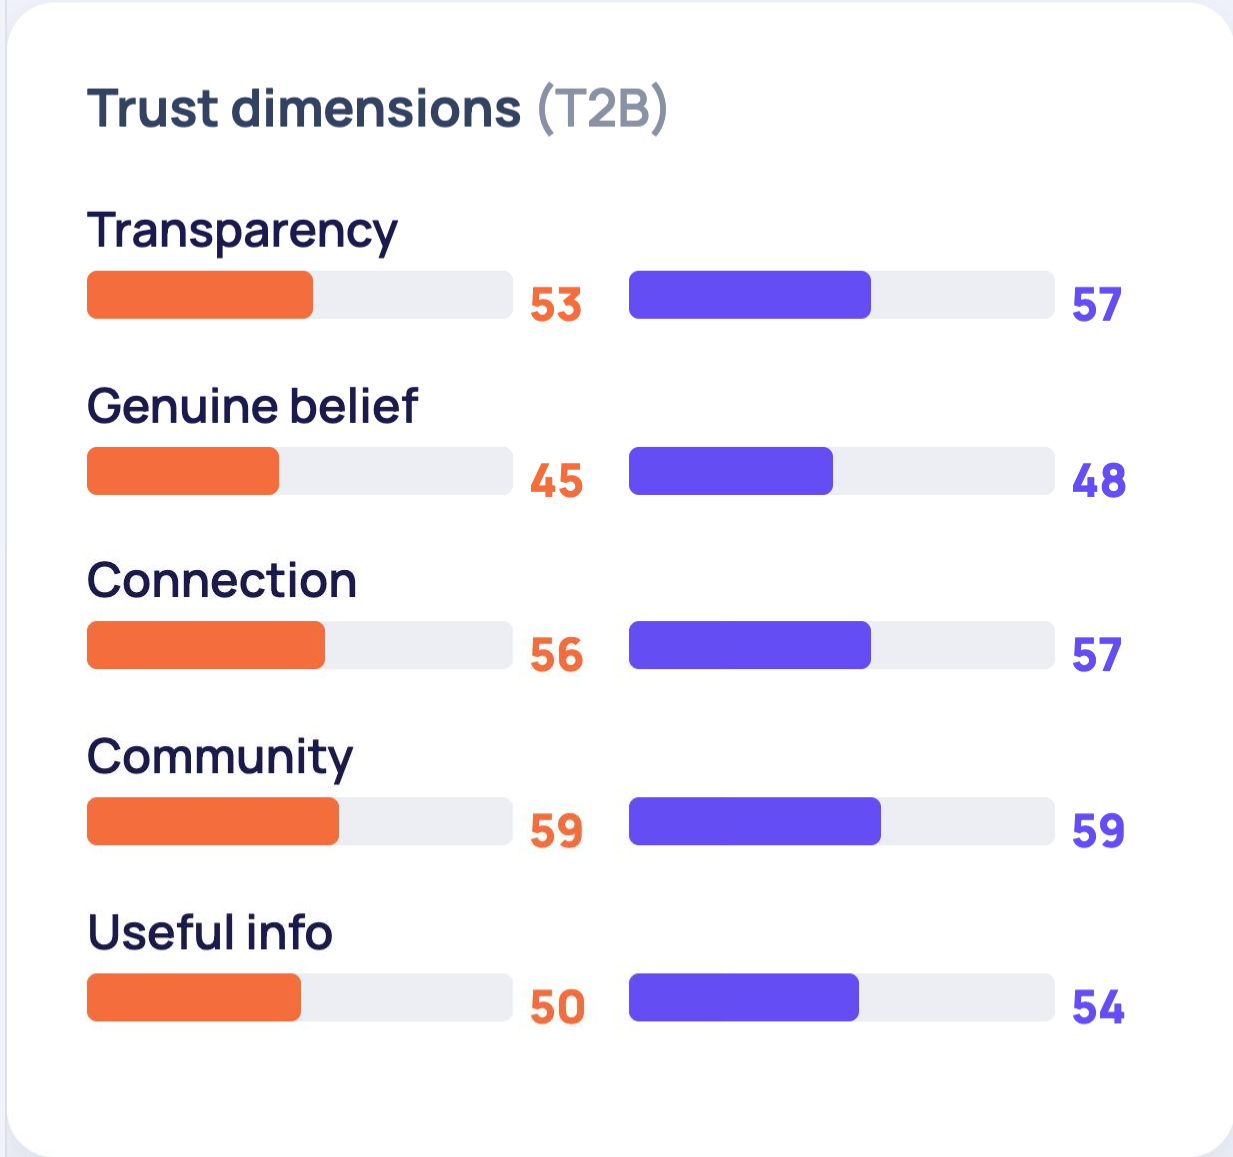 Trust dimensions (T2B)
Transparency
53 57
Genuine belief
45 48
Connection
56 57
Community
59 59
Useful info
50 54